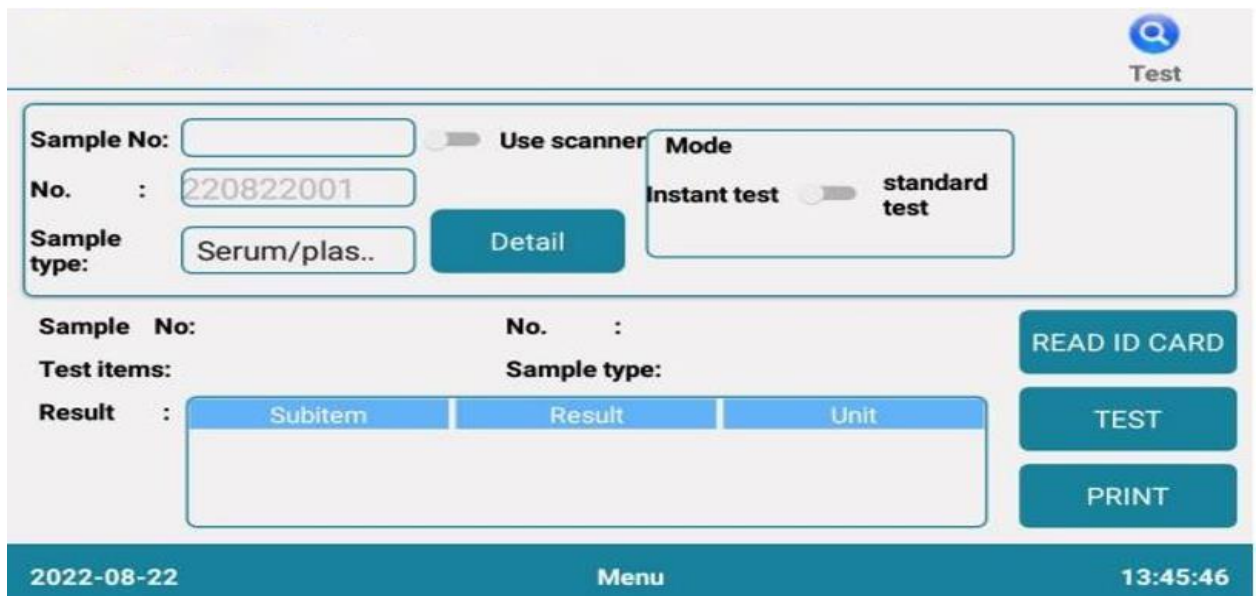 Test
Sample No:
Use scanner
Mode
No. :
220822001
Instant test
standard
test
Sample
type:
Serum/plas..
Detail
Sample No:
No. :
READ ID CARD
Test items:
Sample type:
Result :
Subitem
Result
Unit
TEST
PRINT
2022-08-22
Menu
13:45:46